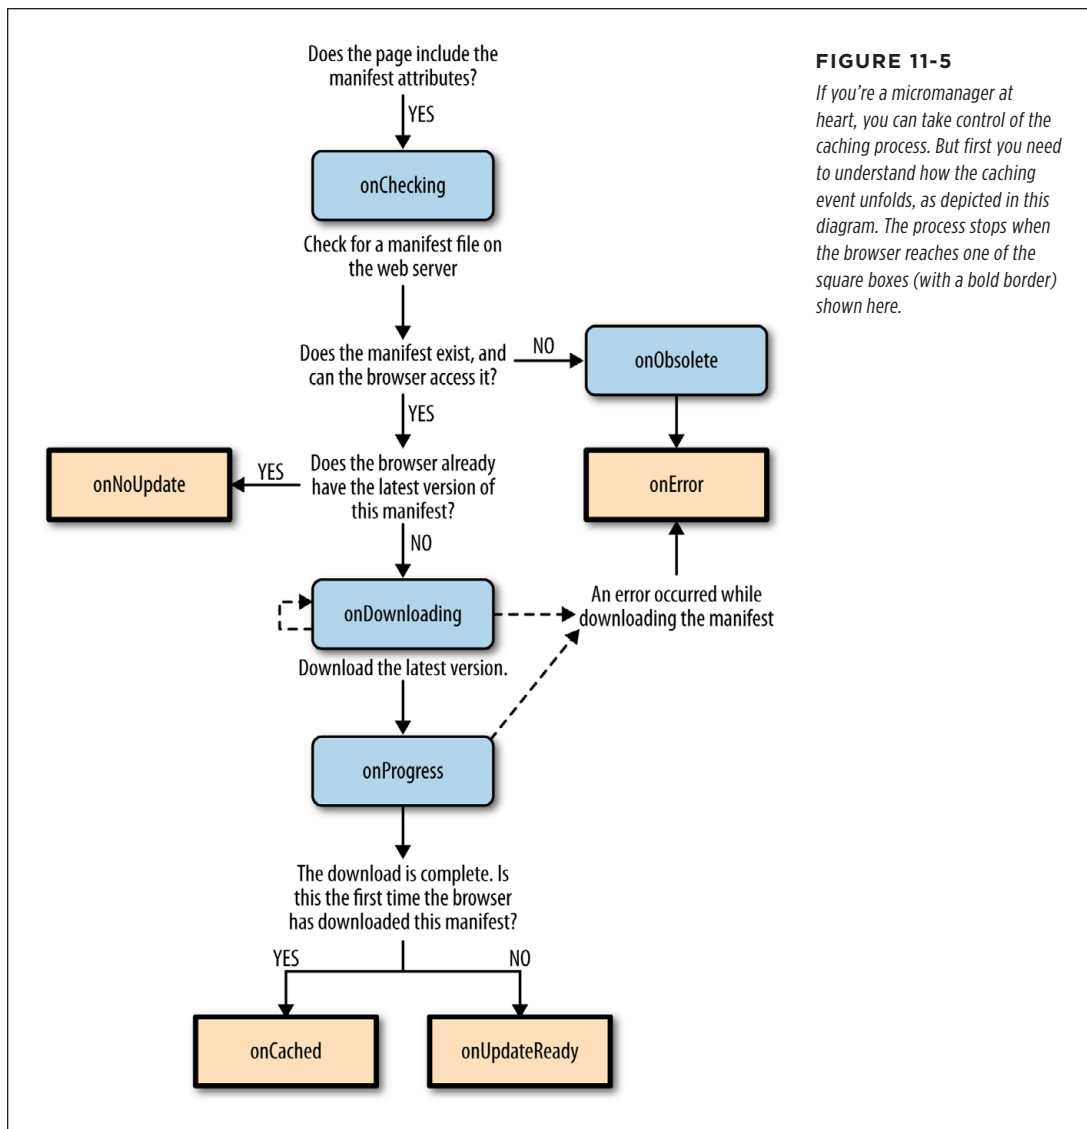 Does the page include the
manifest attributes?
YES
onChecking
Check for a manifest file on
the web server
Does the manifest exist, and
can the browser access it?
NO
onObsolete
YES
onNoUpdate
YES
Does the browser already
have the latest version of
this manifest?
onError
NO
onDownloading
An error occurred while
downloading the manifest
Download the latest version.
onProgress
The download is complete. Is
this the first time the browser
has downloaded this manifest?
YES
NO
onCached
onUpdateReady
FIGURE 11-5
If you’re a micromanager at
heart, you can take control of the
caching process. But first you need
to understand how the caching
event unfolds, as depicted in this
diagram. The process stops when
the browser reaches one of the
square boxes (with a bold border)
shown here.